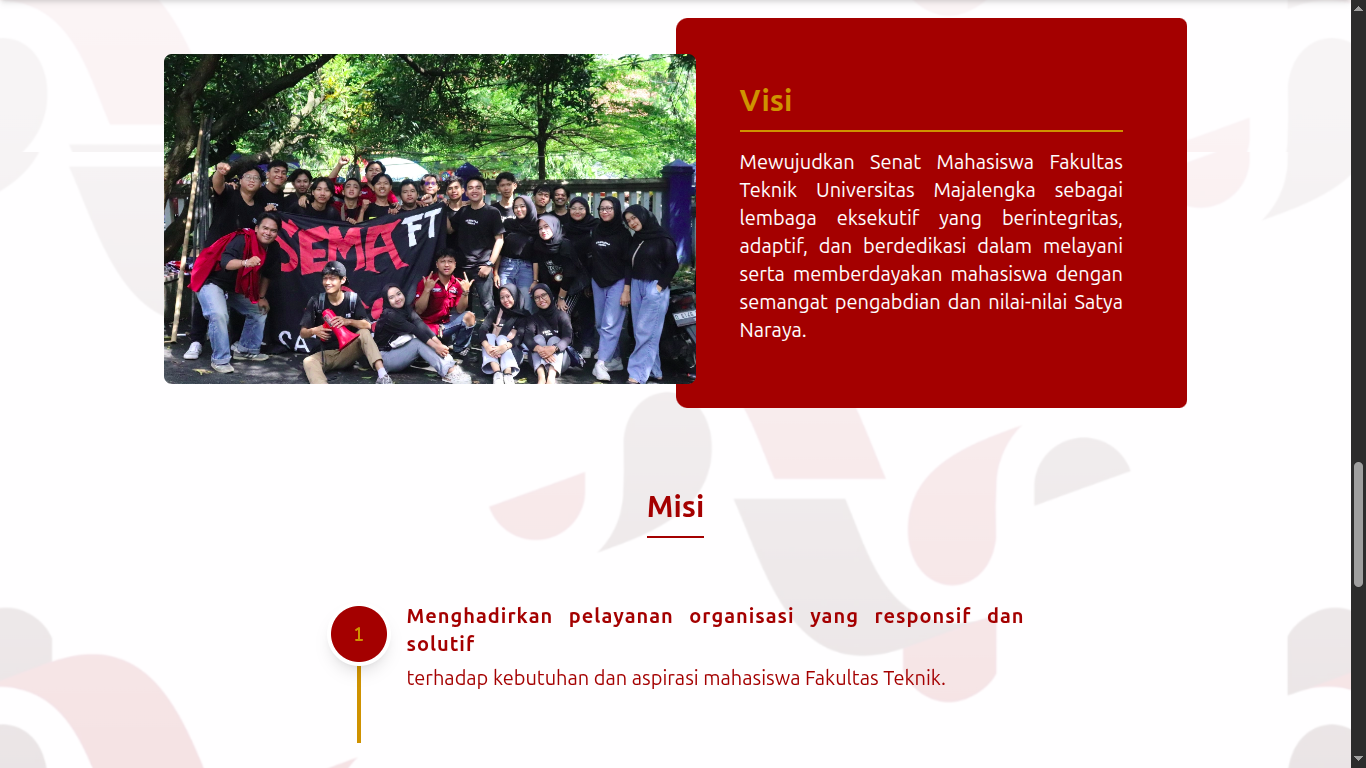 SEMA FT
Visi
Mewujudkan Senat Mahasiswa Fakultas
Teknik Universitas Majalengka sebagai
lembaga eksekutif yang berintegritas,
adaptif, dan berdedikasi dalam melayani
serta memberdayakan mahasiswa dengan
semangat pengabdian dan nilai-nilai Satya
Naraya.
Misi
1
Menghadirkan pelayanan organisasi yang responsif dan
solutif
terhadap kebutuhan dan aspirasi mahasiswa Fakultas Teknik.